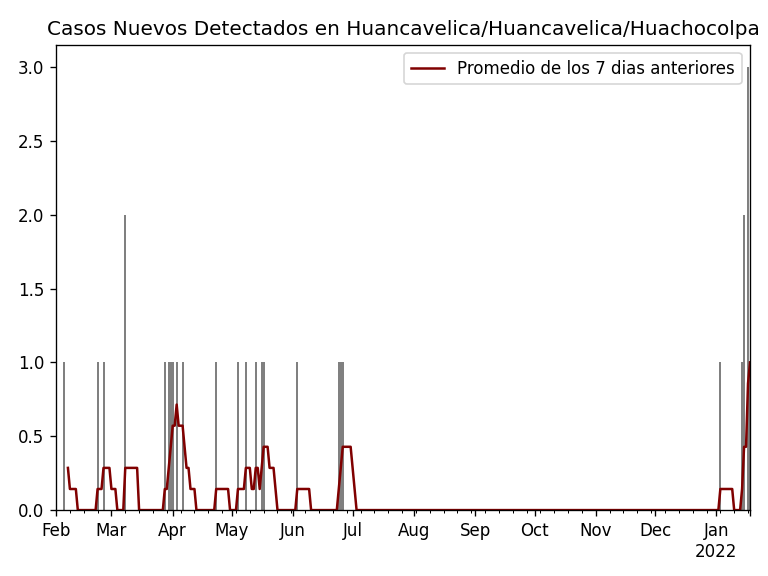 Casos Nuevos Detectados en Huancavelica/Huancavelica/Huachocolpa
Promedio de los 7 dias anteriores
3.0
2.5
2.0
1.5
1.0
0.5
0.0
Feb Mar Apr May Jun Jul Aug Sep Oct Nov Dec Jan
2022